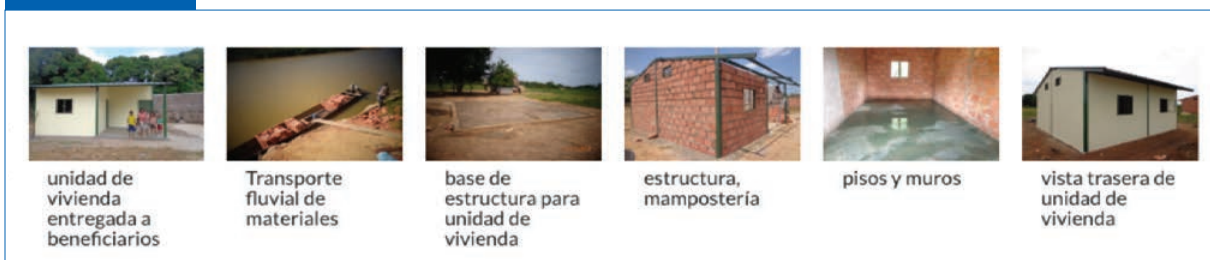 unidad de
vivienda
entregada a
beneficiarios
Transporte
fluvial de
materiales
base de
estructura para
unidad de
vivienda
estructura,
mampostería
pisos y muros
vista trasera de
unidad de
vivienda